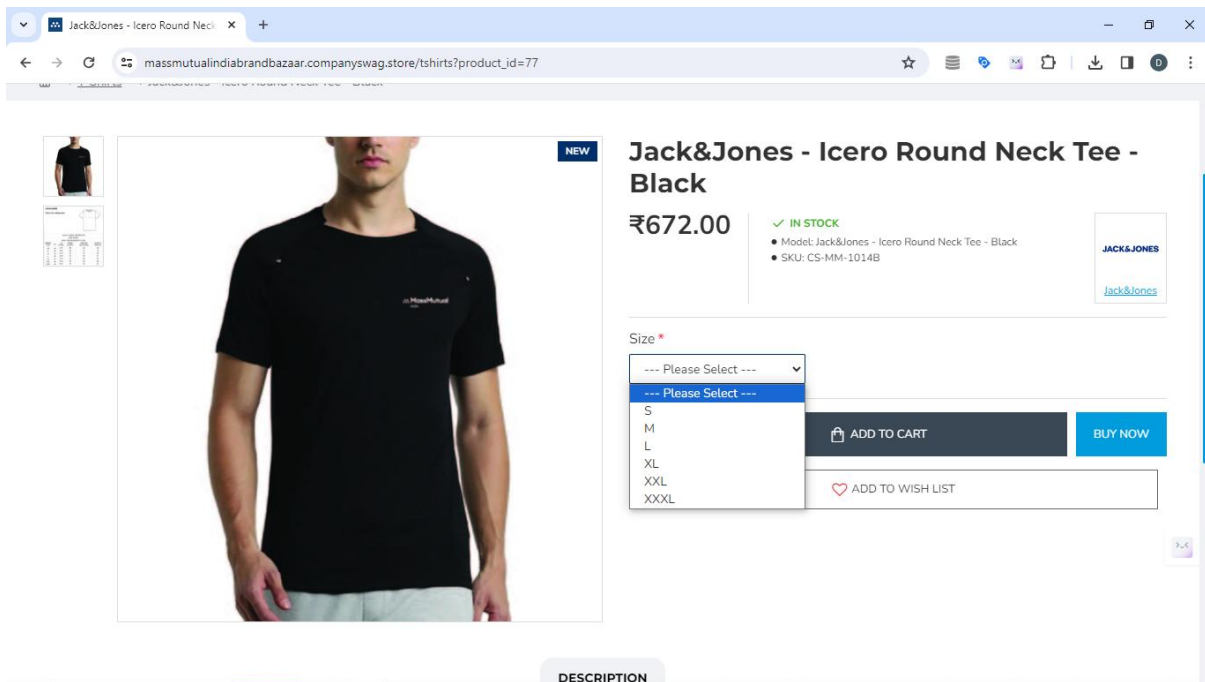 Jack&Jones - Icero Round Neck
massmutualindiabrandbazaar.companyswag.store/tshirts?product_id=77
D
NEW
MassMutual
Jack&Jones - Icero Round Neck Tee -
Black
₹672.00
IN STOCK
Model: Jack&Jones - Icero Round Neck Tee - Black
SKU: CS-MM-1014B
JACK&JONES
Jack&Jones
Size *
--- Please Select ---
--- Please Select ---
S
M
L
XL
XXL
XXXL
ADD TO CART
BUY NOW
ADD TO WISH LIST
DESCRIPTION